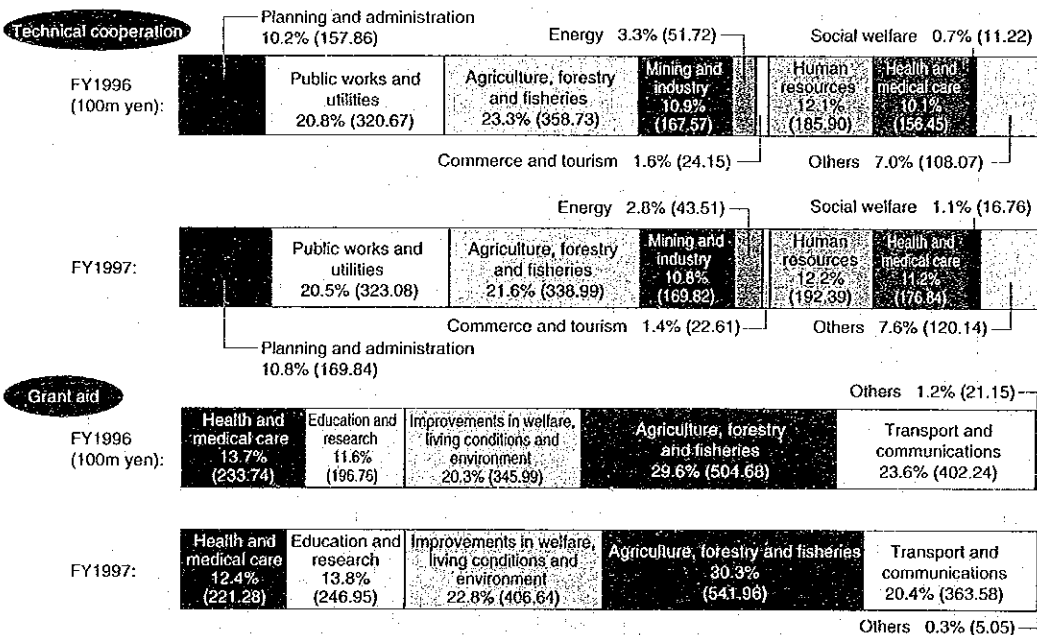 Technical cooperation
Planning and administration
10.2% (157.86)
Energy 3.3% (51.72)
Social welfare 0.7% (11.22)
FY1996
(100m yen):
Public works and
utilities
20.8% (320.67)
Agriculture, forestry
and fisheries
23.3% (358.73)
Mining and
industry
10.9%
(167.57)
Human
resources
12.1%
(185.90)
Health and
medical care
10.1%
(156.45)
Commerce and tourism 1.6% (24.15)
Others 7.0% (108.07)
Energy 2.8% (43.51)
Social welfare 1.1% (16.76)
FY1997:
Public works and
utilities
20.5% (323.08)
Agriculture, forestry
and fisheries
21.6% (338.99)
Mining and
industry
10.8%
(169.82)
Human
resources
12.2%
(192.39)
Health and
medical care
11.2%
(176.84)
Commerce and tourism 1.4% (22.61)
Others 7.6% (120.14)
Planning and administration
10.8% (169.84)
Grant aid
Others 1.2% (21.15)
FY1996
(100m yen):
Health and
medical care
13.7%
(233.74)
Education and
research
11.6%
(196.76)
Improvements in welfare,
living conditions and
environment
20.3% (345.99)
Agriculture, forestry
and fisheries
29.6% (504.68)
Transport and
communications
23.6% (402.24)
FY1997:
Health and
medical care
12.4%
(221.28)
Education and
research
13.8%
(246.95)
Improvements in welfare,
living conditions and
environment
22.8% (406.64)
Agriculture, forestry and fisheries
30.3%
(541.96)
Transport and
communications
20.4% (363.58)
Others 0.3% (5.05)